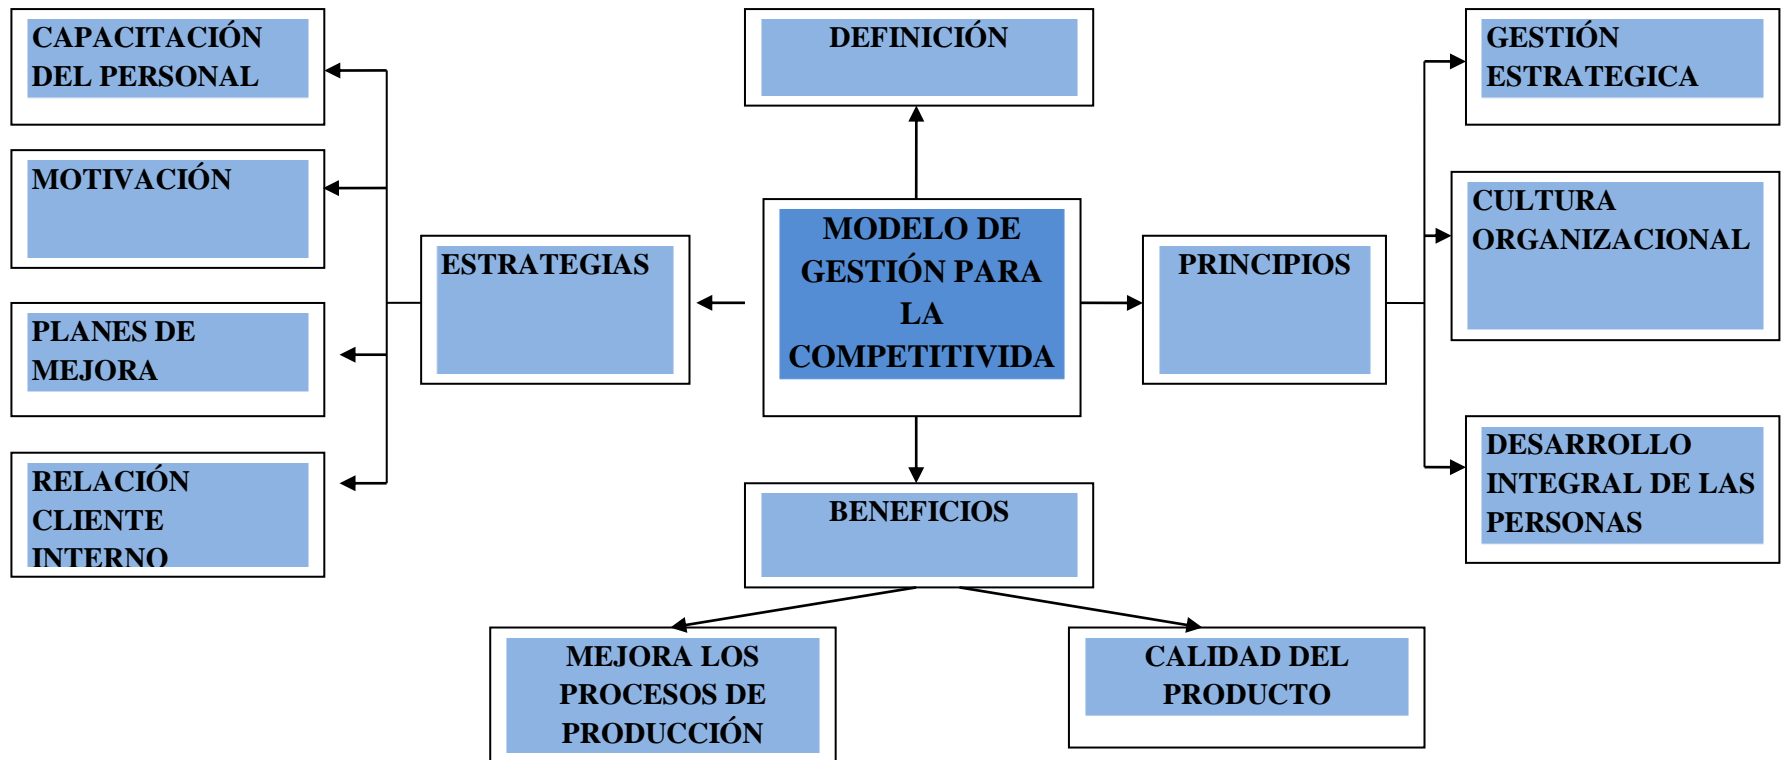 CAPACITACIÓN
DEL PERSONAL
MOTIVACIÓN
PLANES DE
MEJORA
RELACIÓN
CLIENTE
INTERNO
ESTRATEGIAS
DEFINICIÓN
MODELO DE
GESTIÓN PARA
LA
COMPETITIVIDA
BENEFICIOS
MEJORA LOS
PROCESOS DE
PRODUCCIÓN
CALIDAD DEL
PRODUCTO
PRINCIPIOS
GESTIÓN
ESTRATEGICA
CULTURA
ORGANIZACIONAL
DESARROLLO
INTEGRAL DE LAS
PERSONAS